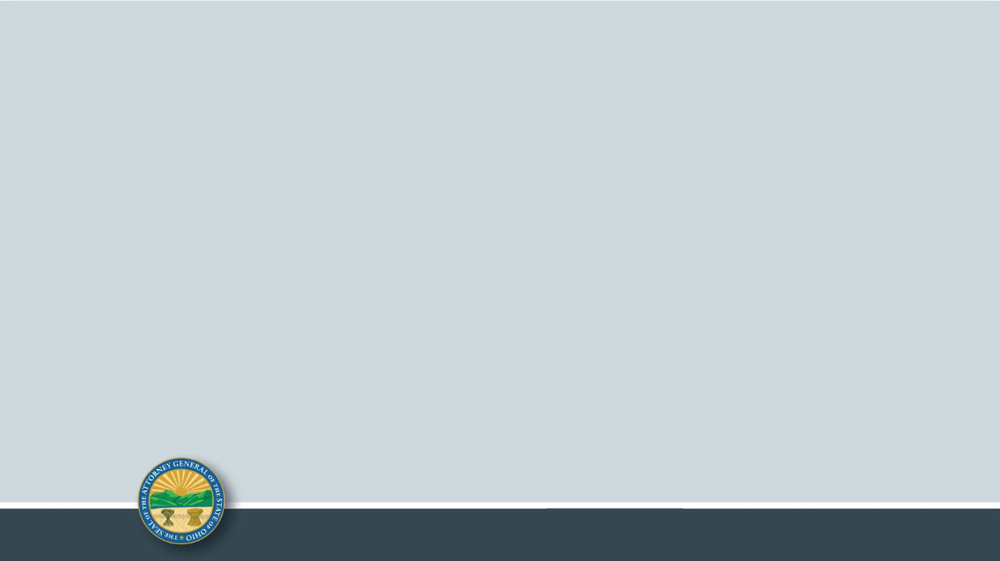 THE SEAL OF THE ATTORNEY GENERAL OF THE STATE OF OHIO